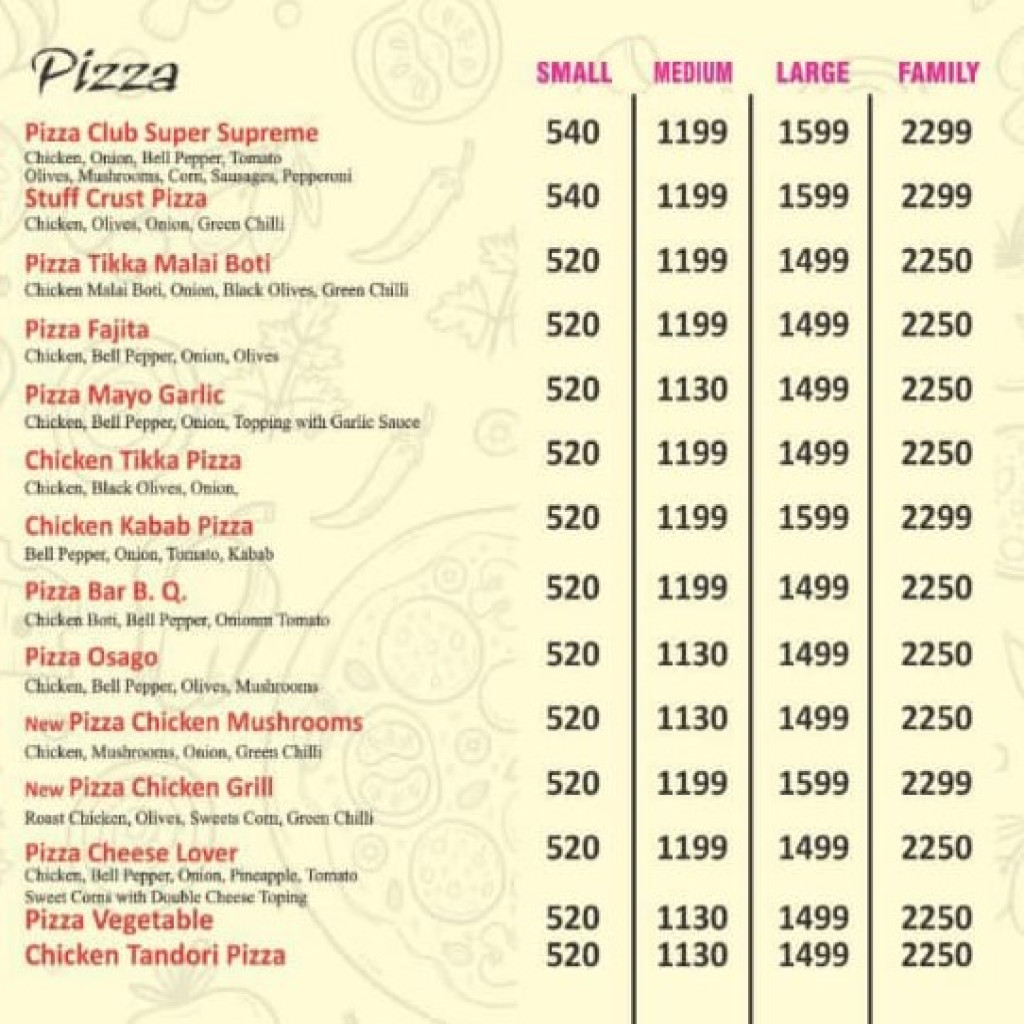 Pizza SMALL MEDIUM LARGE FAMILY
Pizza Club Super Supreme 540 1199 1599 2299
Chicken, Onion, Bell Pepper, Tomato
Olives, Mushrooms, Corn, Sausages, Pepperoni
Stuff Crust Pizza 540 1199 1599 2299
Chicken, Olives, Onion, Green Chilli
Pizza Tikka Malai Boti 520 1199 1499 2250
Chicken Malai Boti, Onion, Black Olives, Green Chilli
Pizza Fajita 520 1199 1499 2250
Chicken, Bell Pepper, Onion, Olives
Pizza Mayo Garlic 520 1130 1499 2250
Chicken, Bell Pepper, Onion, Topping with Garlic Sauce
Chicken Tikka Pizza 520 1199 1499 2250
Chicken, Black Olives, Onion,
Chicken Kabab Pizza 520 1199 1599 2299
Bell Pepper, Onion, Tomato, Kabab
Pizza Bar B. Q. 520 1199 1499 2250
Chicken Boti, Bell Pepper, Onionm Tomato
Pizza Osago 520 1130 1499 2250
Chicken, Bell Pepper, Olives, Mushrooms
New Pizza Chicken Mushrooms 520 1130 1499 2250
Chicken, Mushrooms, Onion, Green Chilli
New Pizza Chicken Grill 520 1199 1599 2299
Roast Chicken, Olives, Sweets Corn, Green Chilli
Pizza Cheese Lover 520 1199 1499 2250
Chicken, Bell Pepper, Onion, Pineapple, Tomato
Sweet Corns with Double Cheese Toping
Pizza Vegetable 520 1130 1499 2250
Chicken Tandori Pizza 520 1130 1499 2250